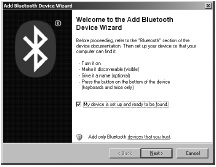 Add Bluetooth Device Wizard
Welcome to the Add Bluetooth
Device Wizard
Before proceeding, refer to the "Bluetooth" section of the
device documentation. Then set up your device so that your
computer can find it:
- Turn it on
- Make it discoverable (visible)
- Give it a name (optional)
- Press the button on the bottom of the device
(keyboards and mice only)
My device is set up and ready to be found.
Add only Bluetooth devices that you trust.
< Back
Next >
Cancel